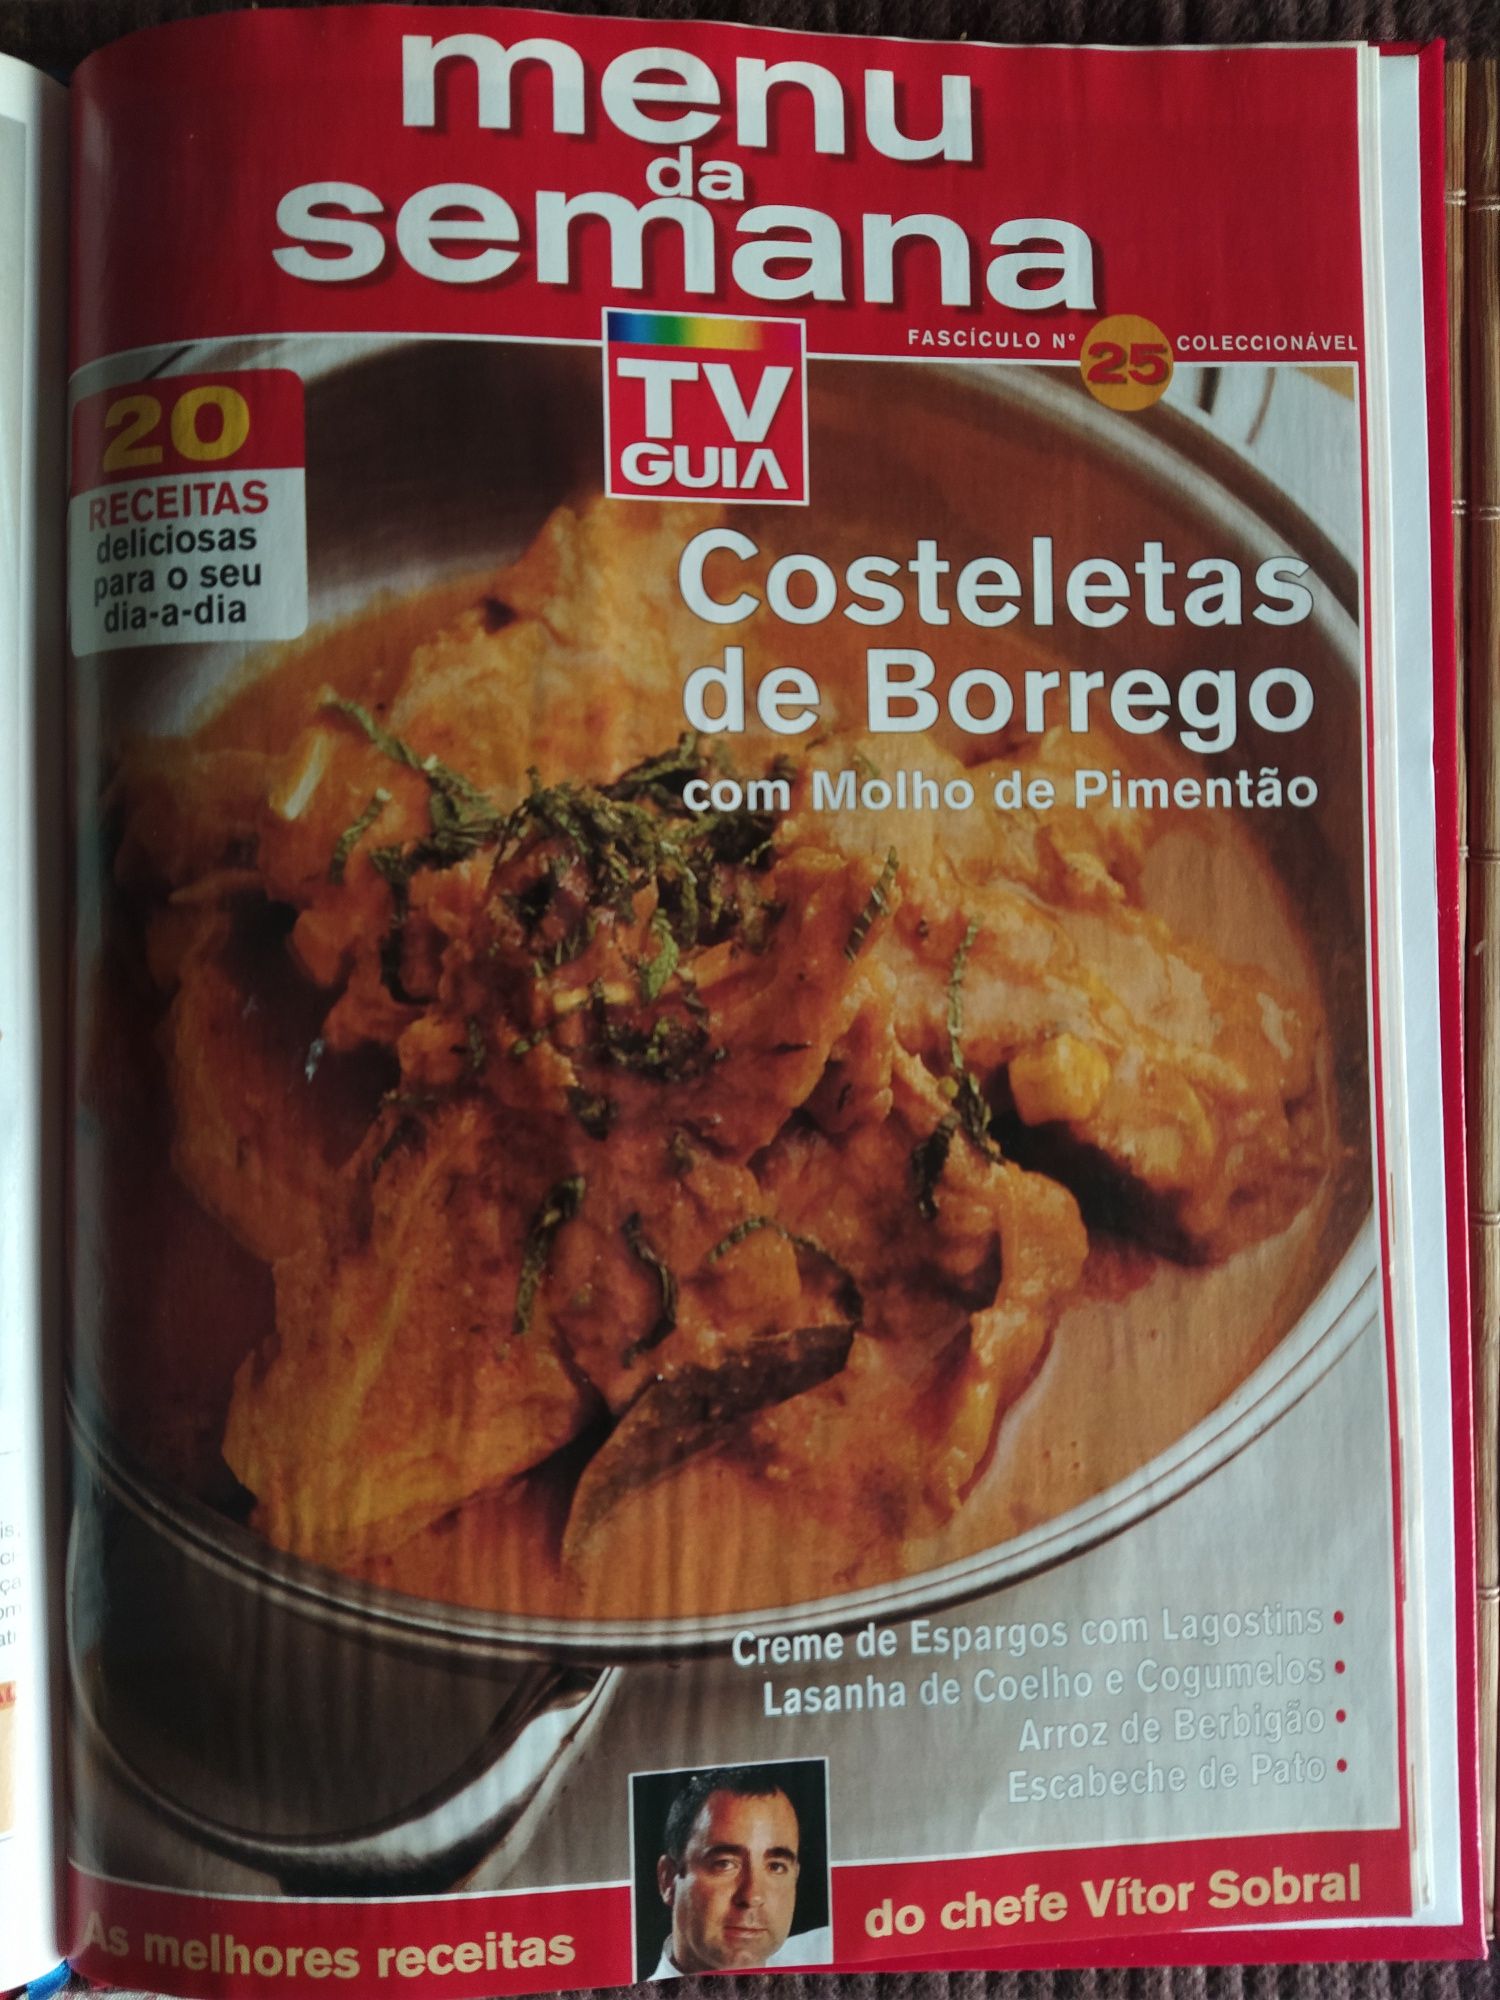 menu
da
semana
FASCÍCULO Nº 25 COLECCIONÁVEL
TV
GUIA
20
RECEITAS
deliciosas
para o seu
dia-a-dia
Costeletas
de Borrego
com Molho de Pimentão
Creme de Espargos com Lagostins •
Lasanha de Coelho e Cogumelos •
Arroz de Berbigão •
Escabeche de Pato •
As melhores receitas
do chefe Vítor Sobral